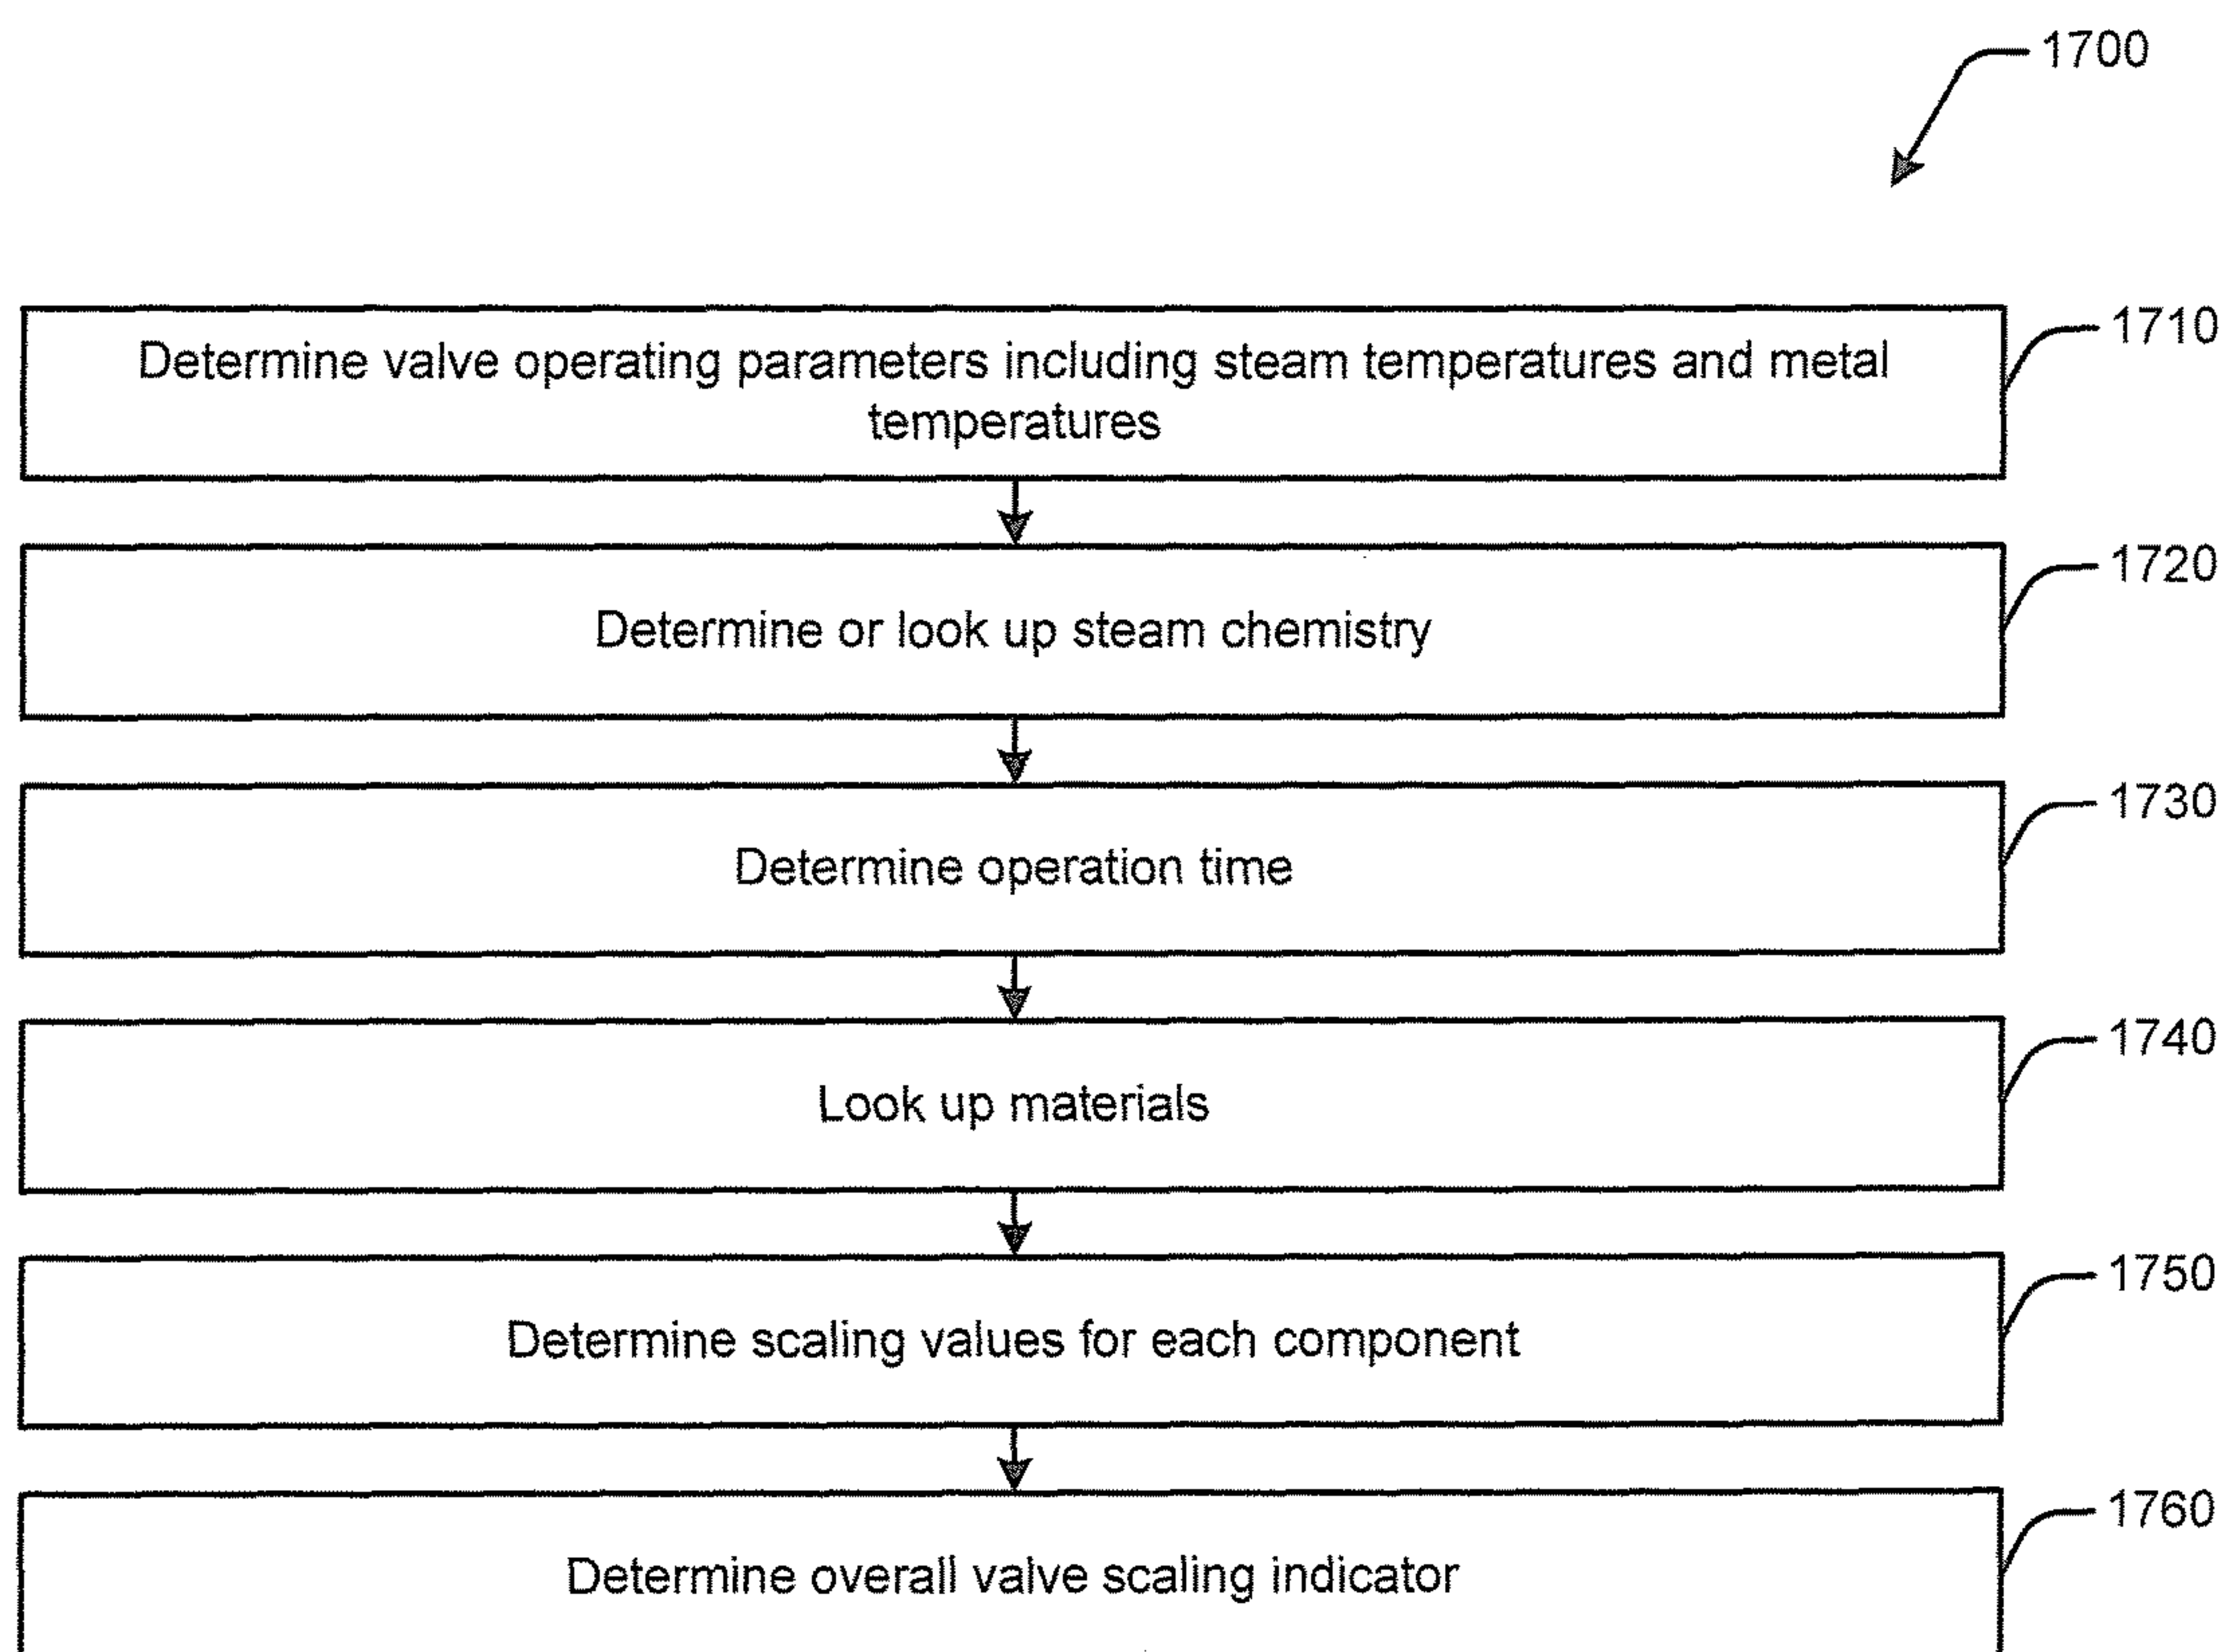 1700
Determine valve operating parameters including steam temperatures and metal
temperatures
1710
Determine or look up steam chemistry
1720
Determine operation time
1730
Look up materials
1740
Determine scaling values for each component
1750
Determine overall valve scaling indicator
1760